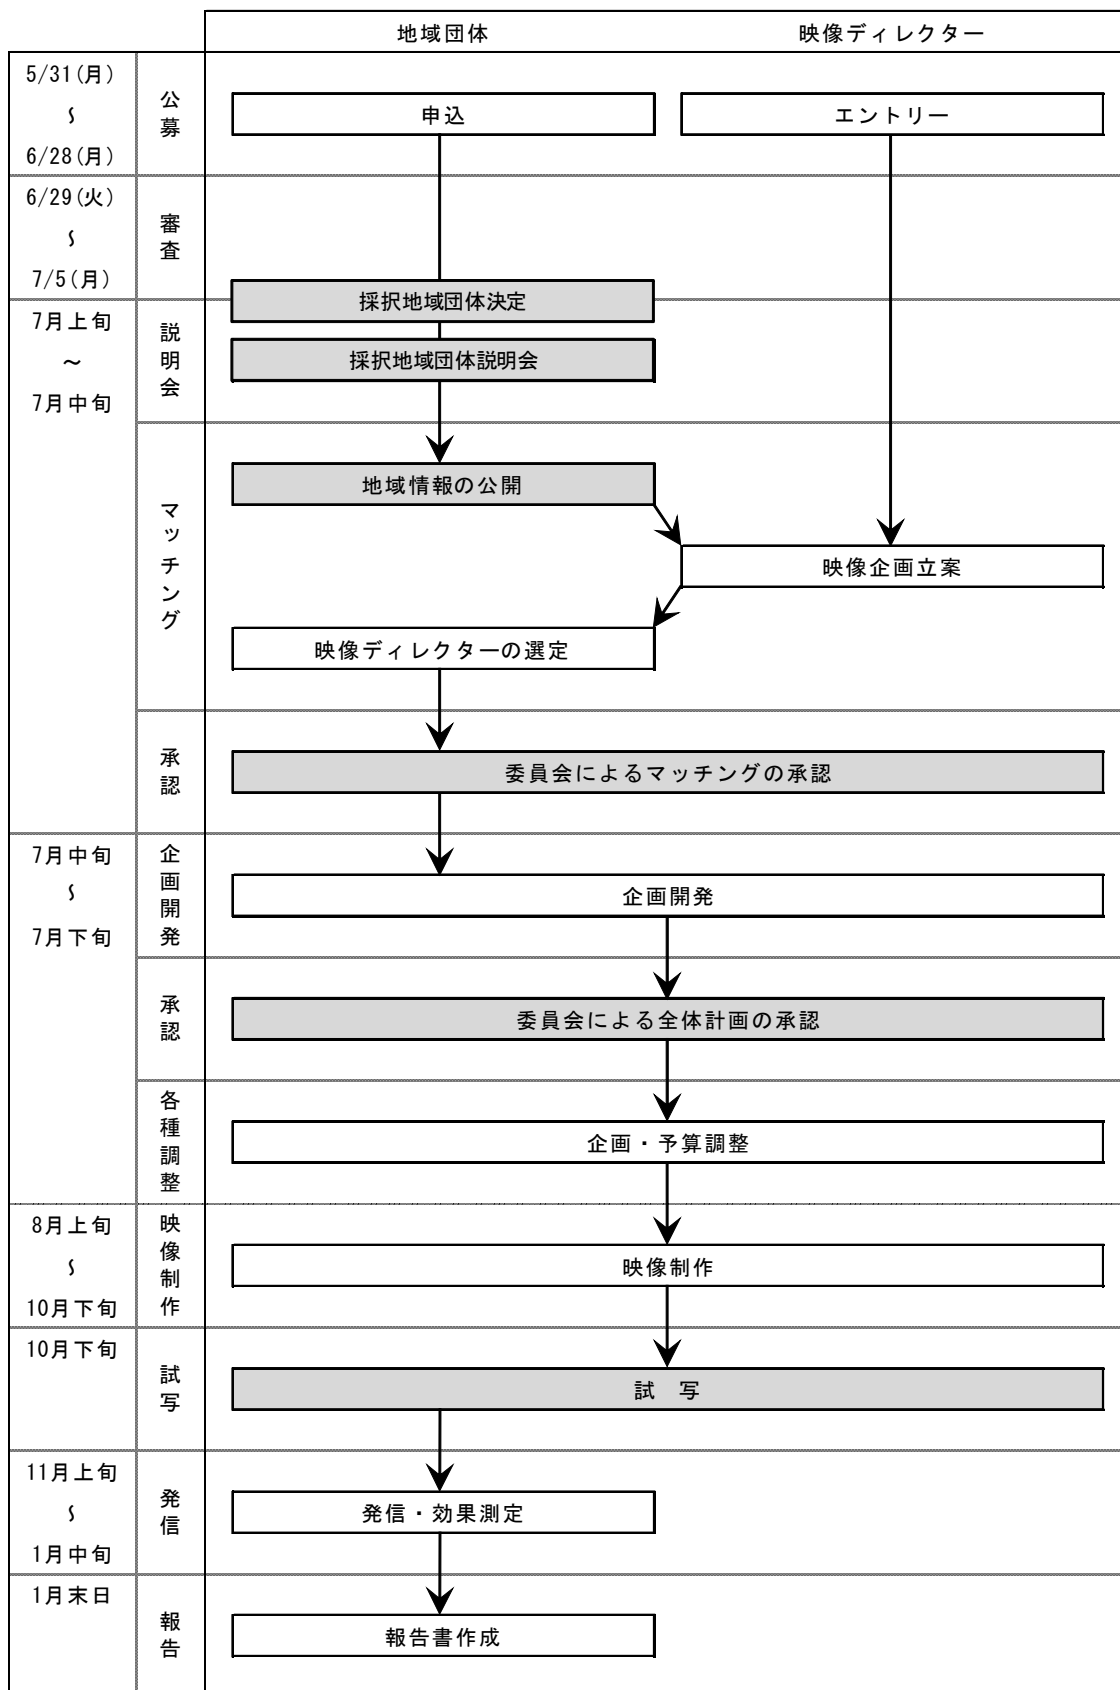 地域団体
映像ディレクター
5/31(月)
～
6/28(月)
公募
申込
エントリー
6/29(火)
～
7/5(月)
審査
採択地域団体決定
7月上旬
～
7月中旬
説明会
採択地域団体説明会
マッチング
地域情報の公開
映像企画立案
映像ディレクターの選定
承認
委員会によるマッチングの承認
7月中旬
～
7月下旬
企画開発
企画開発
承認
委員会による全体計画の承認
各種調整
企画・予算調整
8月上旬
～
10月下旬
映像制作
映像制作
10月下旬
試写
試　写
11月上旬
～
1月中旬
発信
発信・効果測定
1月末日
報告
報告書作成